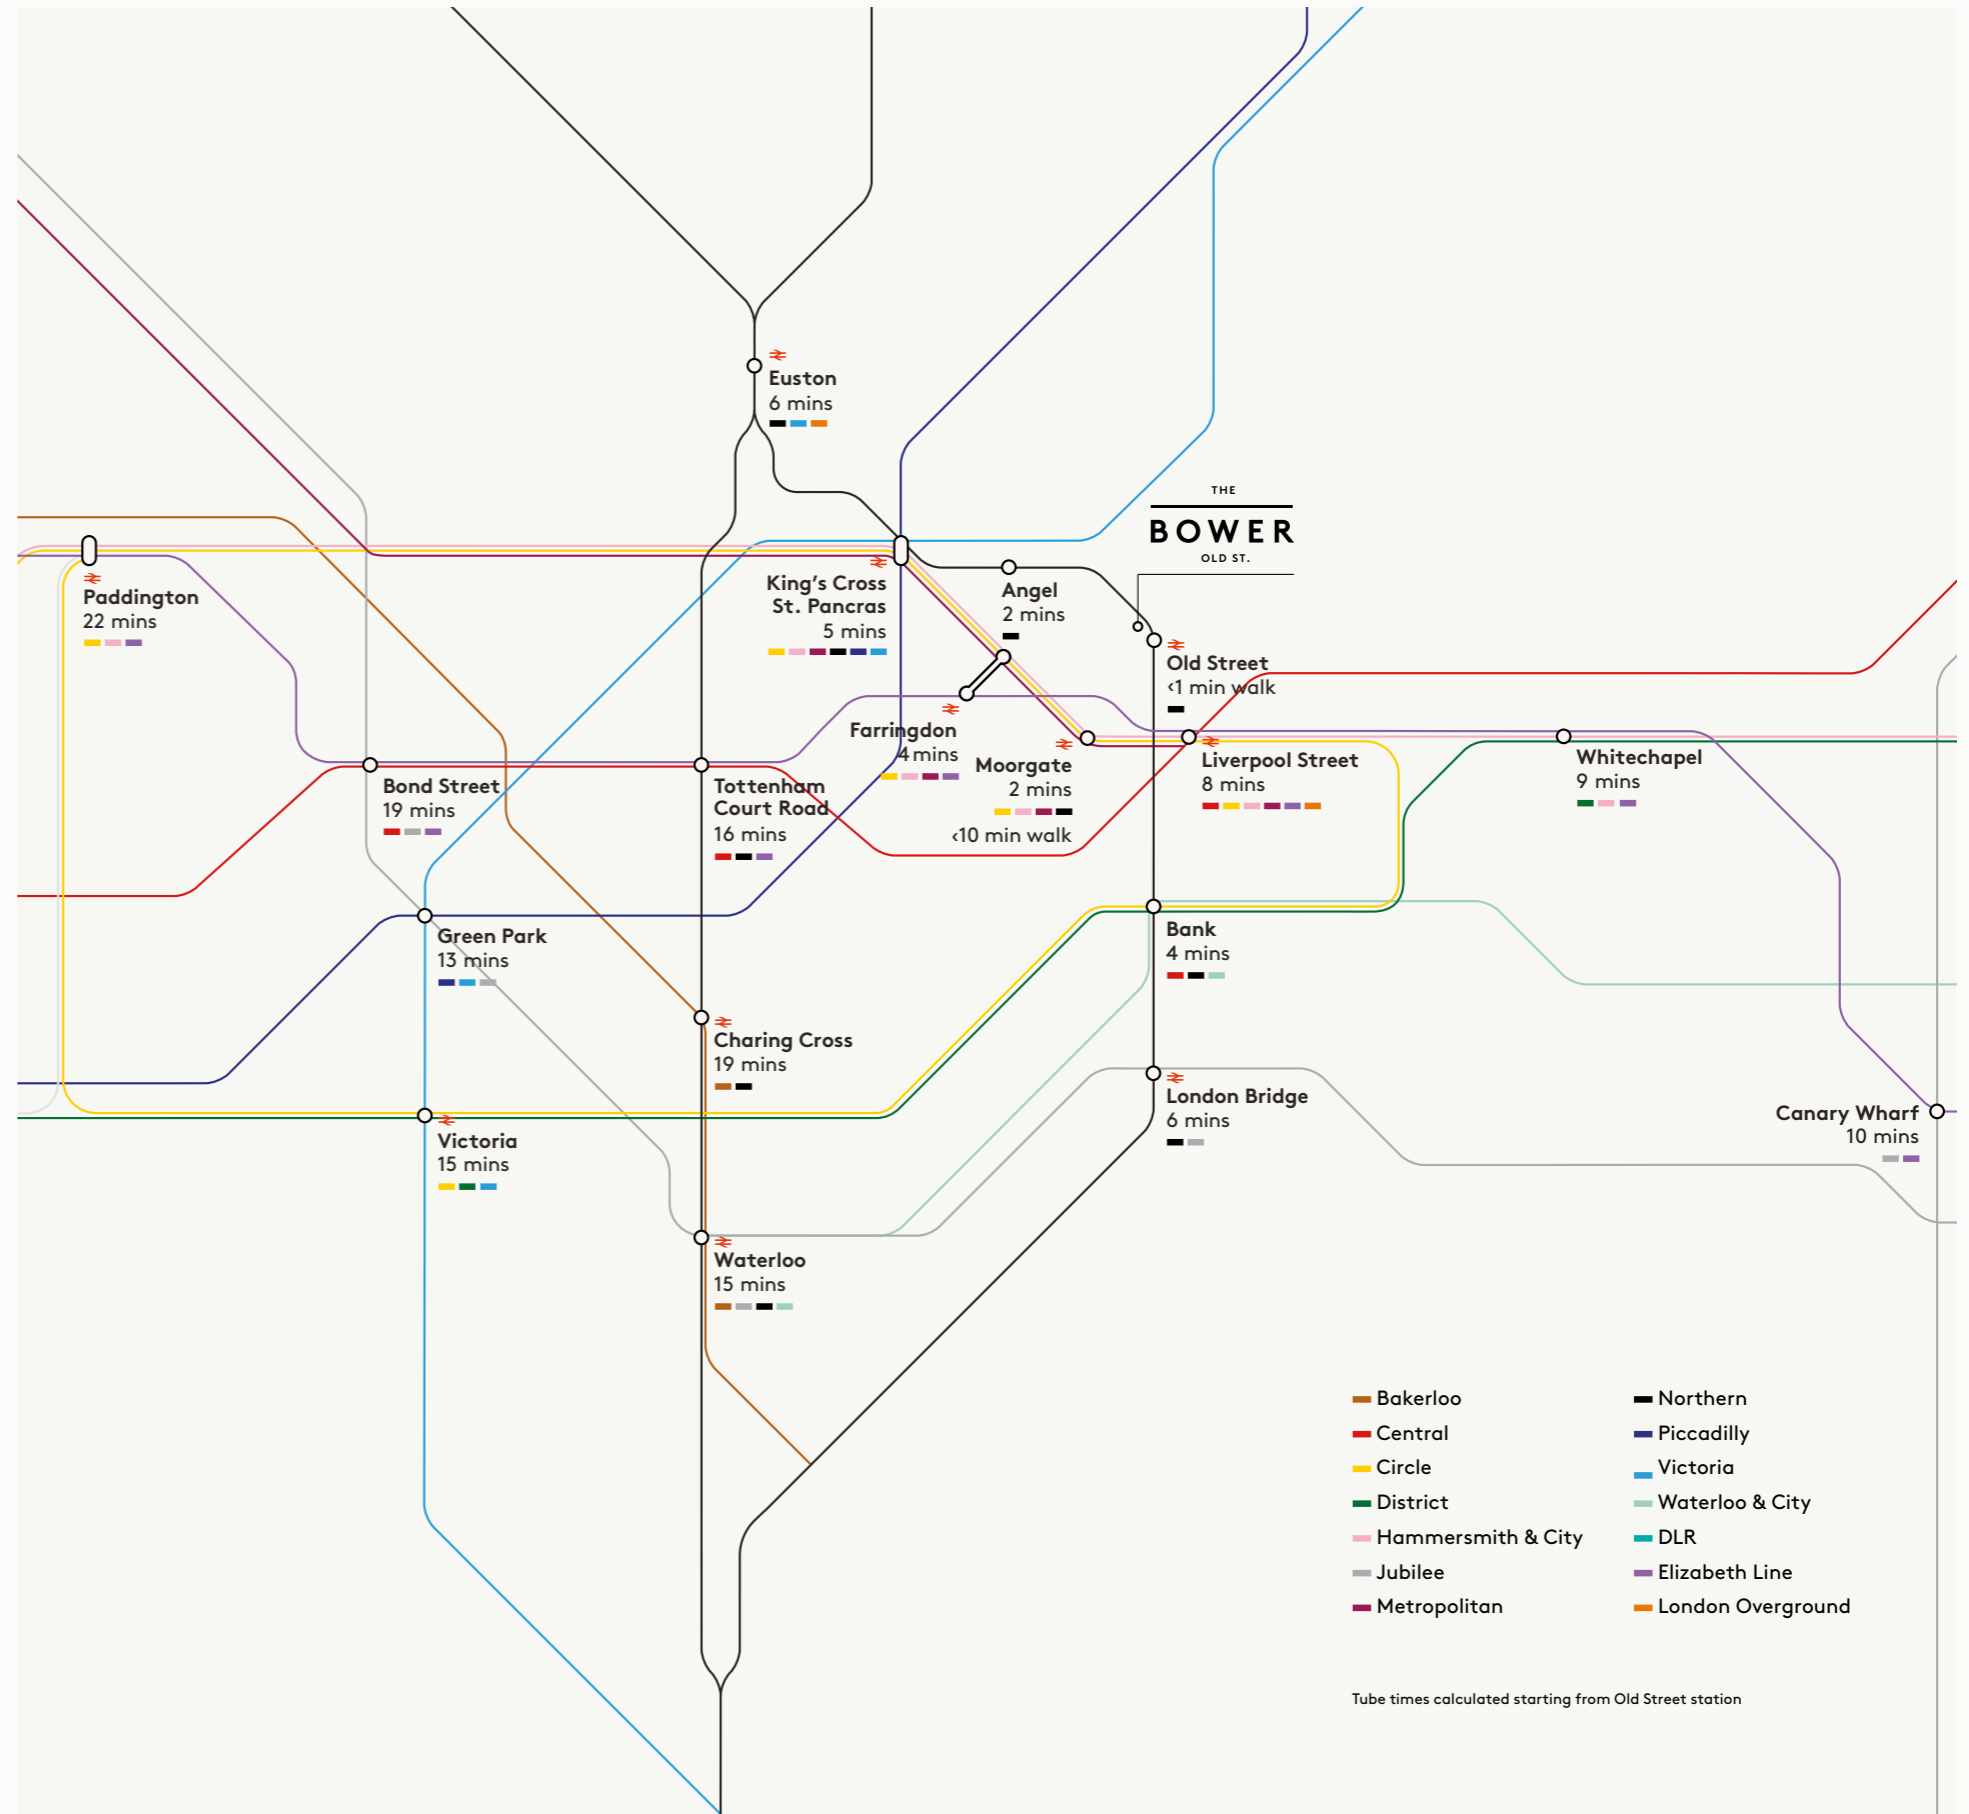 Euston
6 mins
THE
BOWER
OLD ST.
Paddington
22 mins
King's Cross
St. Pancras
5 mins
Angel
2 mins
Old Street
<1 min walk
Farringdon
4 mins
Moorgate
2 mins
<10 min walk
Liverpool Street
8 mins
Whitechapel
9 mins
Bond Street
19 mins
Tottenham
Court Road
16 mins
Green Park
13 mins
Bank
4 mins
Charing Cross
19 mins
London Bridge
6 mins
Canary Wharf
10 mins
Victoria
15 mins
Waterloo
15 mins
Bakerloo
Central
Circle
District
Hammersmith & City
Jubilee
Metropolitan
Northern
Piccadilly
Victoria
Waterloo & City
DLR
Elizabeth Line
London Overground
Tube times calculated starting from Old Street station